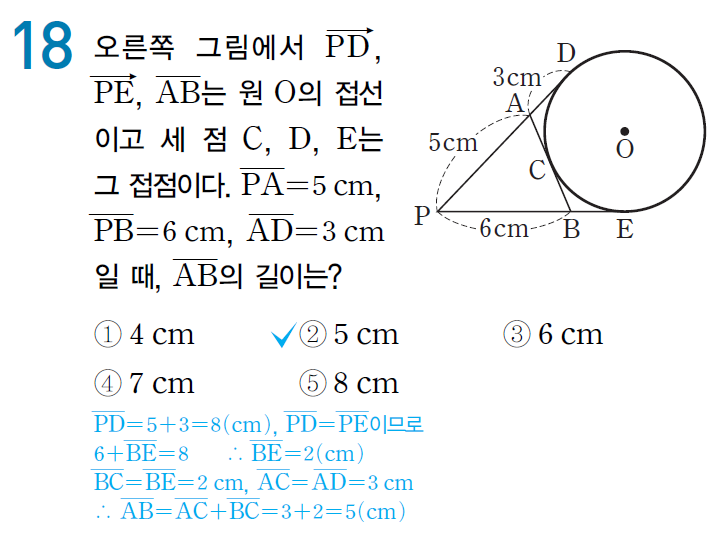 18
오른쪽 그림에서 PD,
PE, AB는 원 O의 접선
이고 세 점 C, D, E는
그 접점이다. PA=5 cm,
PB=6 cm, AD=3 cm
일 때, AB의 길이는?
D
3cm
A
5cm
O
C
P
6cm
B
E
① 4 cm ② 5 cm ③ 6 cm
④ 7 cm ⑤ 8 cm
PD=5+3=8(cm), PD=PE이므로
6+BE=8 ∴ BE=2(cm)
BC=BE=2 cm, AC=AD=3 cm
∴ AB=AC+BC=3+2=5(cm)